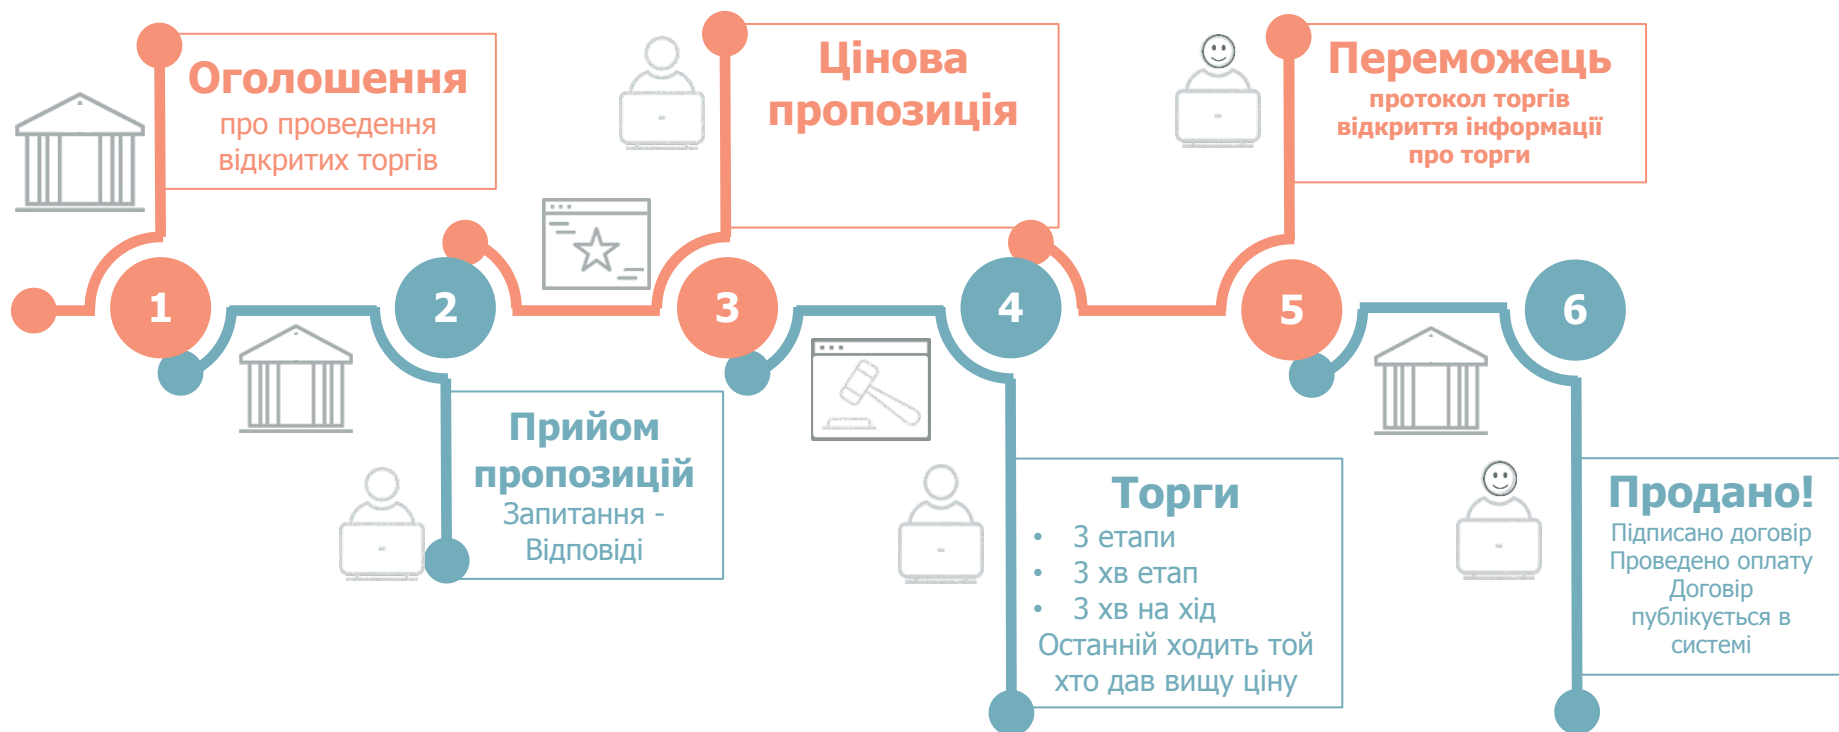 Оголошення
про проведення
відкритих торгів
Цінова
пропозиція
Переможець
протокол торгів
відкриття інформації
про торги
1
2
3
4
5
6
Прийом
пропозицій
Запитання -
Відповіді
Торги
• 3 етапи
• 3 хв етап
• 3 хв на хід
Останній ходить той
хто дав вищу ціну
Продано!
Підписано договір
Проведено оплату
Договір
публікується в
системі